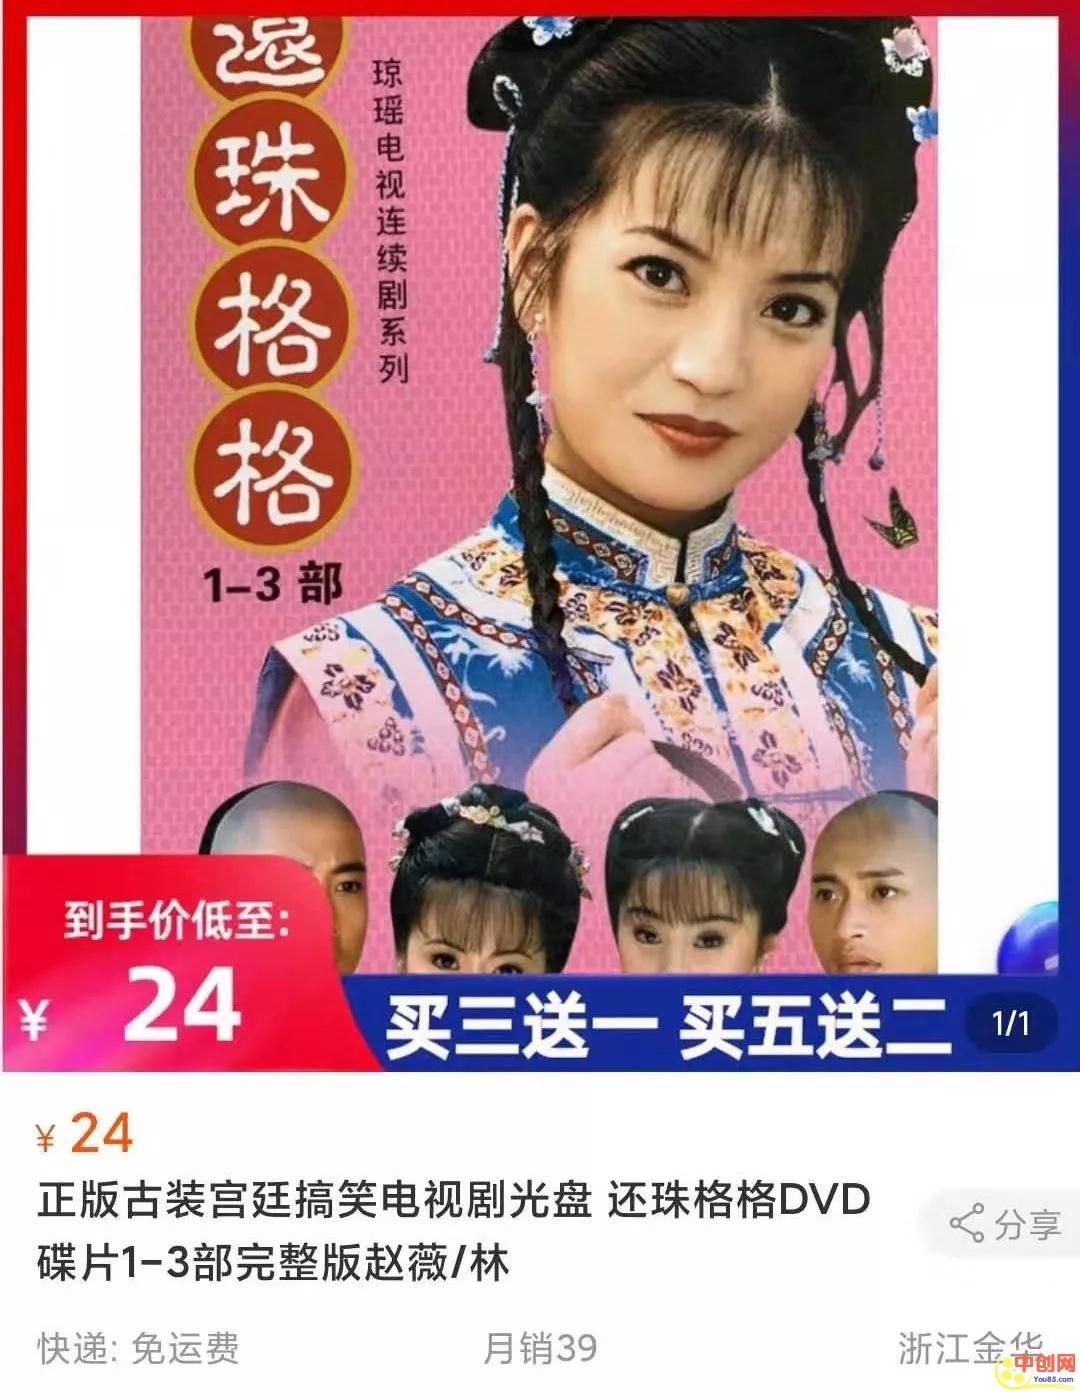 還珠格格
琼瑶电视连续剧系列
1-3 部
到手价低至:
¥ 24
买三送一 买五送二
1/1
¥ 24
正版古装宫廷搞笑电视剧光盘 还珠格格DVD
碟片1-3部完整版赵薇/林
分享
快递: 免运费
月销39
浙江金华
中创网
You85.com